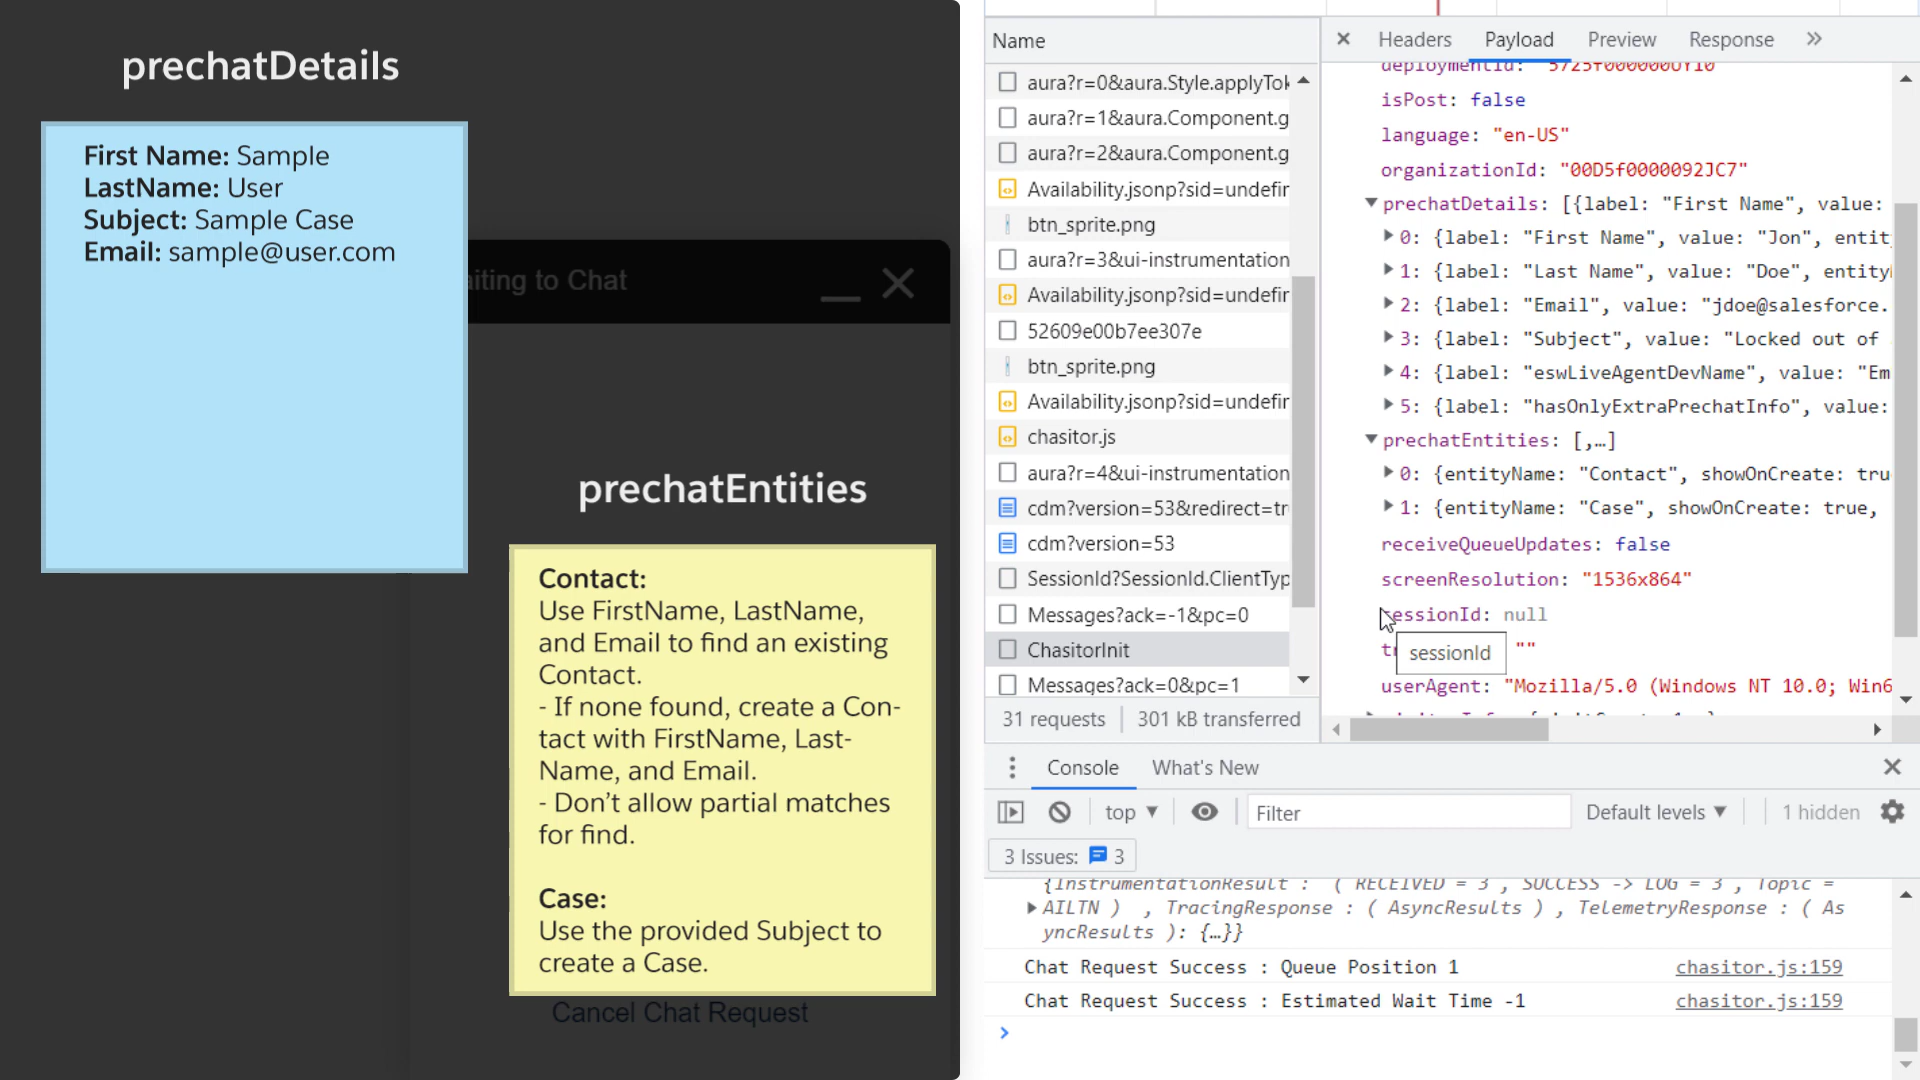 prechatDetails
First Name: Sample
LastName: User
Subject: Sample Case
Email: sample@user.com
aiting to Chat
prechatEntities
Contact:
Use FirstName, LastName,
and Email to find an existing
Contact.
- If none found, create a Con-
tact with FirstName, Last-
Name, and Email.
- Don't allow partial matches
for find.
Case:
Use the provided Subject to
create a Case.
Cancel Chat Request
Name
aura?r=0&aura.Style.applyTok
aura?r=1&aura.Component.g
aura?r=2&aura.Component.g
Availability.jsonp?sid=undefir
btn_sprite.png
aura?r=3&ui-instrumentation
Availability.jsonp?sid=undefir
52609e00b7ee307e
btn_sprite.png
Availability.jsonp?sid=undefir
chasitor.js
aura?r=4&ui-instrumentation
cdm?version=53&redirect=tr
cdm?version=53
SessionId?SessionId.ClientTyp
Messages?ack=-1&pc=0
ChasitorInit
Messages?ack=0&pc=1
31 requests 301 kB transferred
Headers Payload Preview Response
deploymentId:
isPost: false
language: "en-US"
organizationId: "00D5f0000092JC7"
prechatDetails: [{label: "First Name", value:
0: {label: "First Name", value: "Jon", entit
1: {label: "Last Name", value: "Doe", entity
2: {label: "Email", value: "jdoe@salesforce.
3: {label: "Subject", value: "Locked out of
4: {label: "eswLiveAgentDevName", value: "Em
5: {label: "hasOnlyExtraPrechatInfo", value:
prechatEntities: [,…]
0: {entityName: "Contact", showOnCreate: tru
1: {entityName: "Case", showOnCreate: true,
receiveQueueUpdates: false
screenResolution: "1536x864"
sessionId: null
sessionId
""
userAgent: "Mozilla/5.0 (Windows NT 10.0; Win6
Console What's New
top Filter Default levels 1 hidden
3 Issues: 3
{InstrumentationResult : ( RECEIVED = 3 , SUCCESS -> LOG = 3 , Topic =
AILTN ) , TracingResponse : ( AsyncResults ) , TelemetryResponse : ( As
yncResults ): {…}}
Chat Request Success : Queue Position 1 chasitor.js:159
Chat Request Success : Estimated Wait Time -1 chasitor.js:159